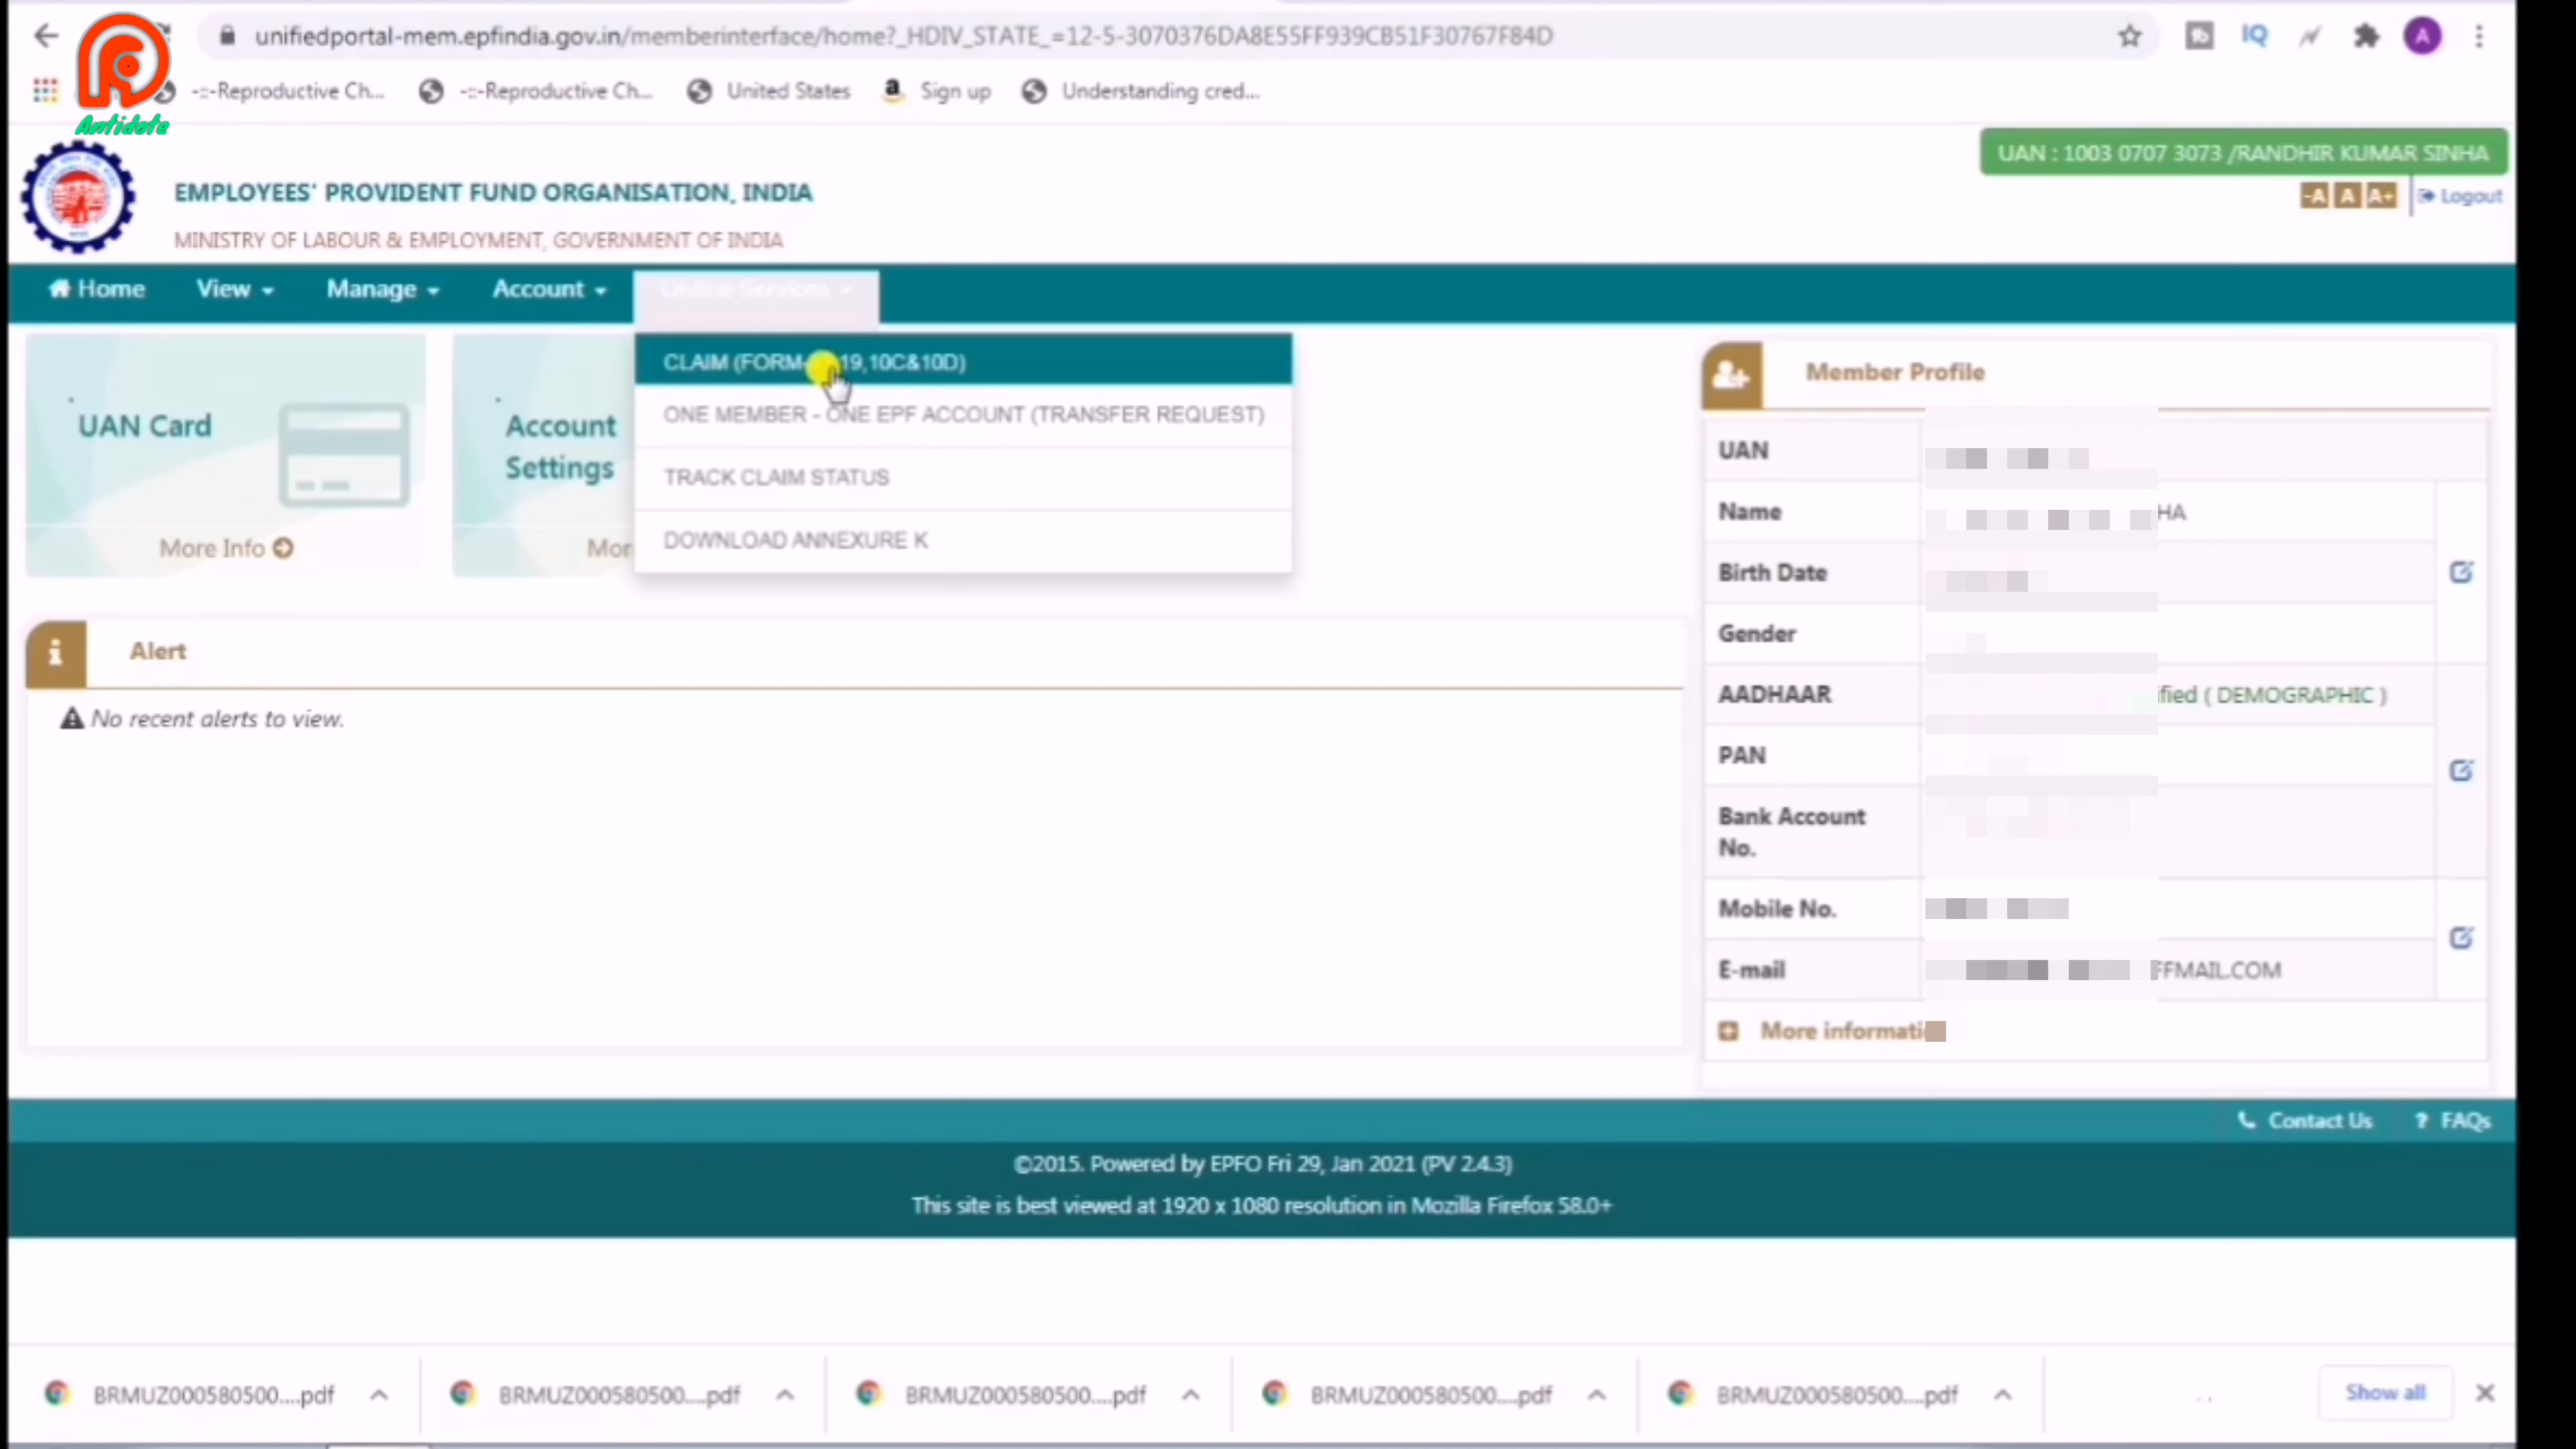 unifiedportal-mem.epfindia.gov.in/memberinterface/home?_HDIV_STATE_=12-5-3070376DA8E55FF939CB51F30767F84D
IQ
A
-::-Reproductive Ch...
-::-Reproductive Ch...
United States
Sign up
Understanding cred...
Antidote
UAN : 1003 0707 3073 /RANDHIR KUMAR SINHA
EMPLOYEES' PROVIDENT FUND ORGANISATION, INDIA
-A A A+ Logout
MINISTRY OF LABOUR & EMPLOYMENT, GOVERNMENT OF INDIA
Home View Manage Account Online Services
CLAIM (FORM- 19,10C&10D)
ONE MEMBER - ONE EPF ACCOUNT (TRANSFER REQUEST)
TRACK CLAIM STATUS
DOWNLOAD ANNEXURE K
UAN Card
More Info
Account
Settings
Mor
Alert
No recent alerts to view.
Member Profile
UAN
Name HA
Birth Date
Gender
AADHAAR ified ( DEMOGRAPHIC )
PAN
Bank Account
No.
Mobile No.
E-mail FFMAIL.COM
More informati
Contact Us ? FAQs
©2015. Powered by EPFO Fri 29, Jan 2021 (PV 2.4.3)
This site is best viewed at 1920 x 1080 resolution in Mozilla Firefox 58.0+
BRMUZ000580500....pdf
BRMUZ000580500....pdf
BRMUZ000580500....pdf
BRMUZ000580500....pdf
BRMUZ000580500....pdf
Show all